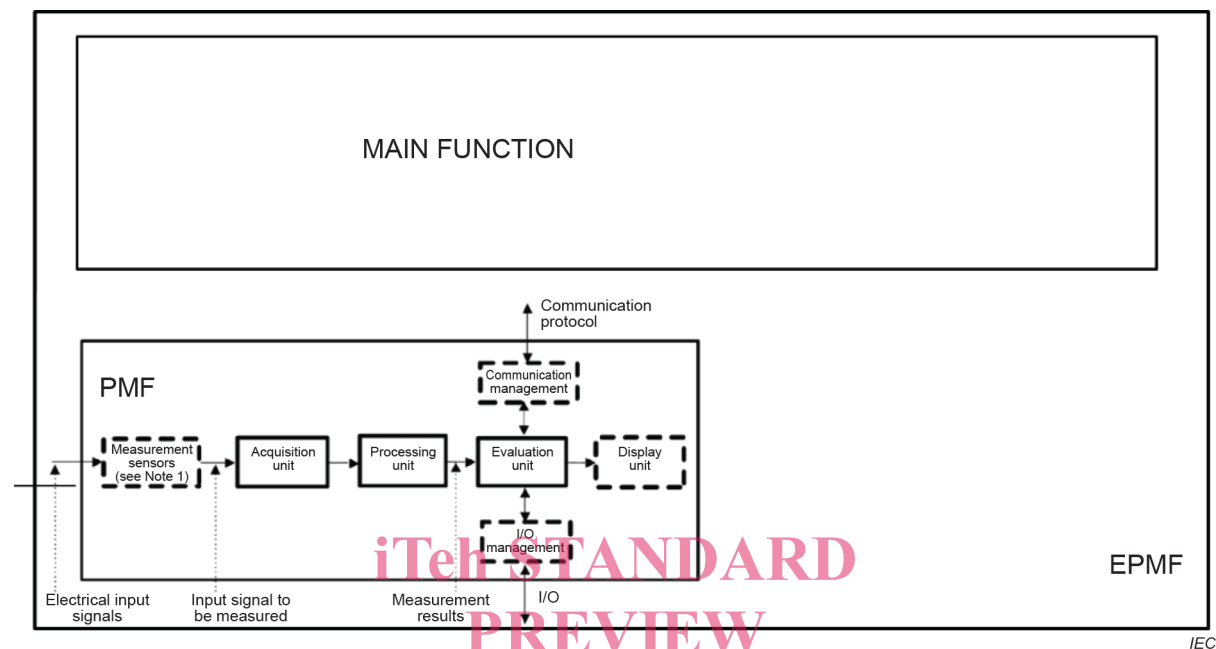 MAIN FUNCTION
Communication
protocol
PMF
Communication
management
Measurement
sensors
(see Note 1)
Acquisition
unit
Processing
unit
Evaluation
unit
Display
unit
I/O
management
iTeh STANDARD
PREVIEW
EPMF
Electrical input
signals
Input signal to
be measured
Measurement
results
I/O
IEC